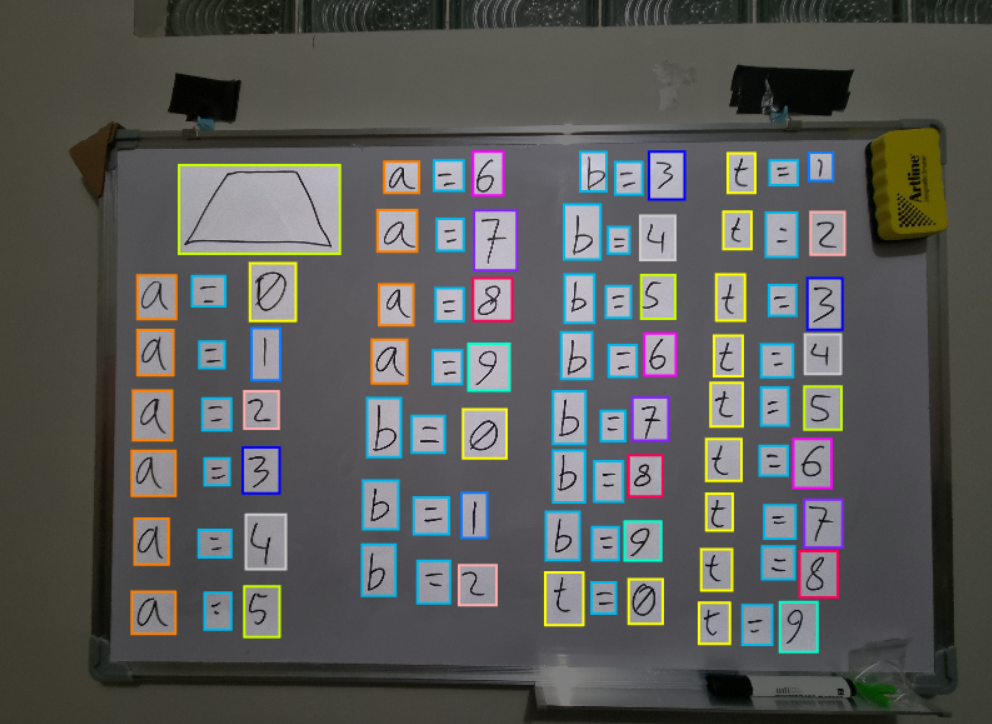 a = 0
a = 1
a = 2
a = 3
a = 4
a = 5
a = 6
a = 7
a = 8
a = 9
b = 0
b = 1
b = 2
b = 3
b = 4
b = 5
b = 6
b = 7
b = 8
b = 9
t = 0
t = 1
t = 2
t = 3
t = 4
t = 5
t = 6
t = 7
t = 8
t = 9
Artline